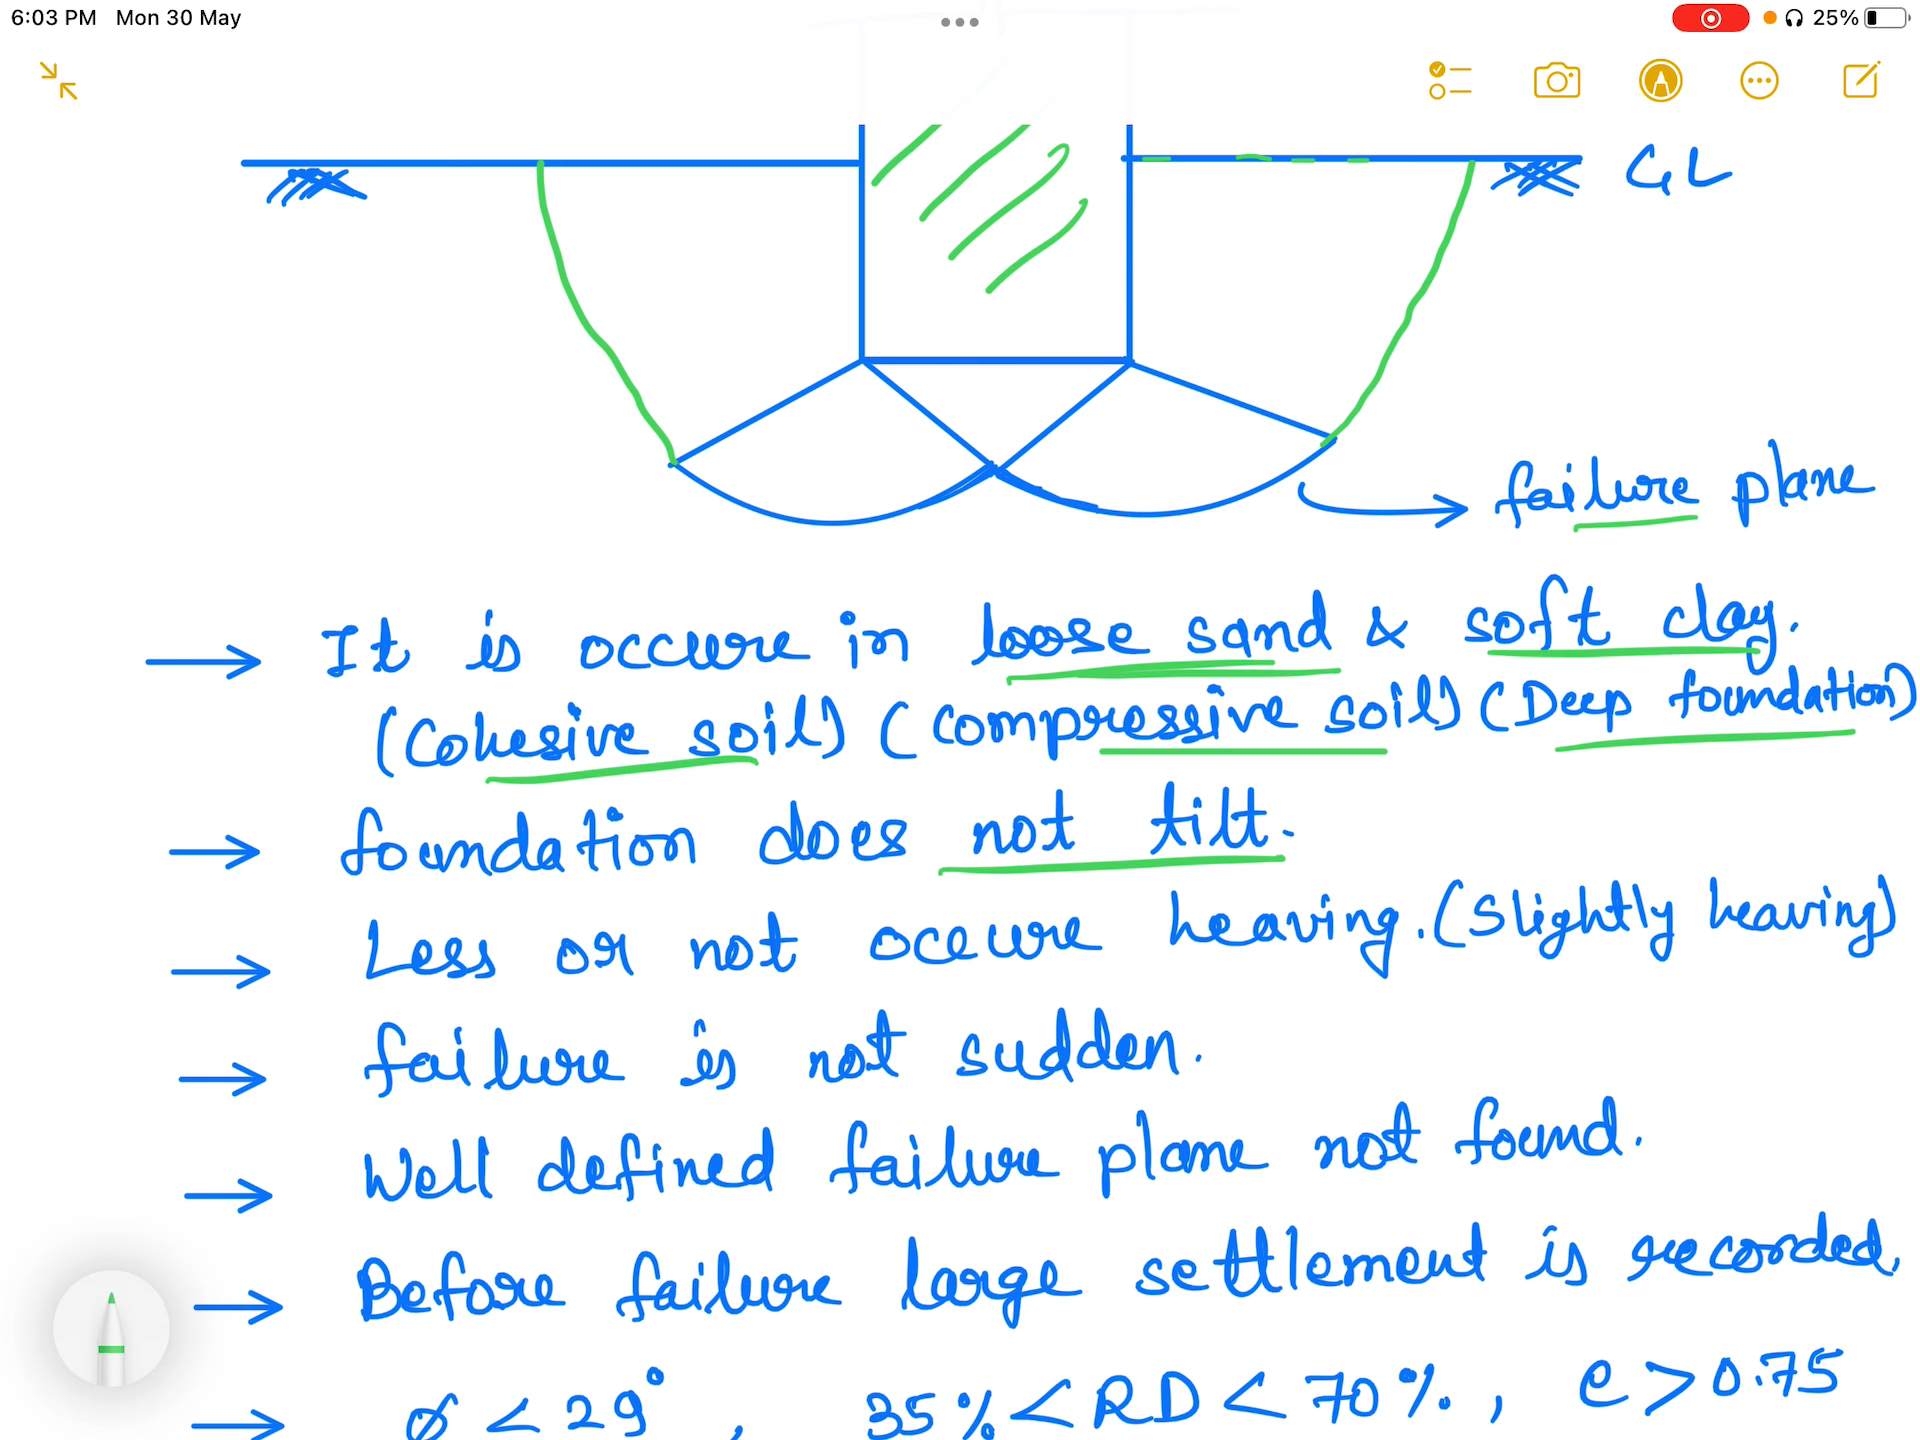 6:03 PM Mon 30 May
25%
GL
failure plane
→ It is occure in loose sand & soft clay.
(Cohesive soil) (compressive soil) (Deep foundation)
→ foundation does not tilt.
→ Less or not occure heaving. (Slightly heaving)
→ failure is not sudden.
→ Well defined failure plane not found.
→ Before failure large settlement is recorded.
→ ϕ < 29°, 35% < RD < 70%, e > 0.75